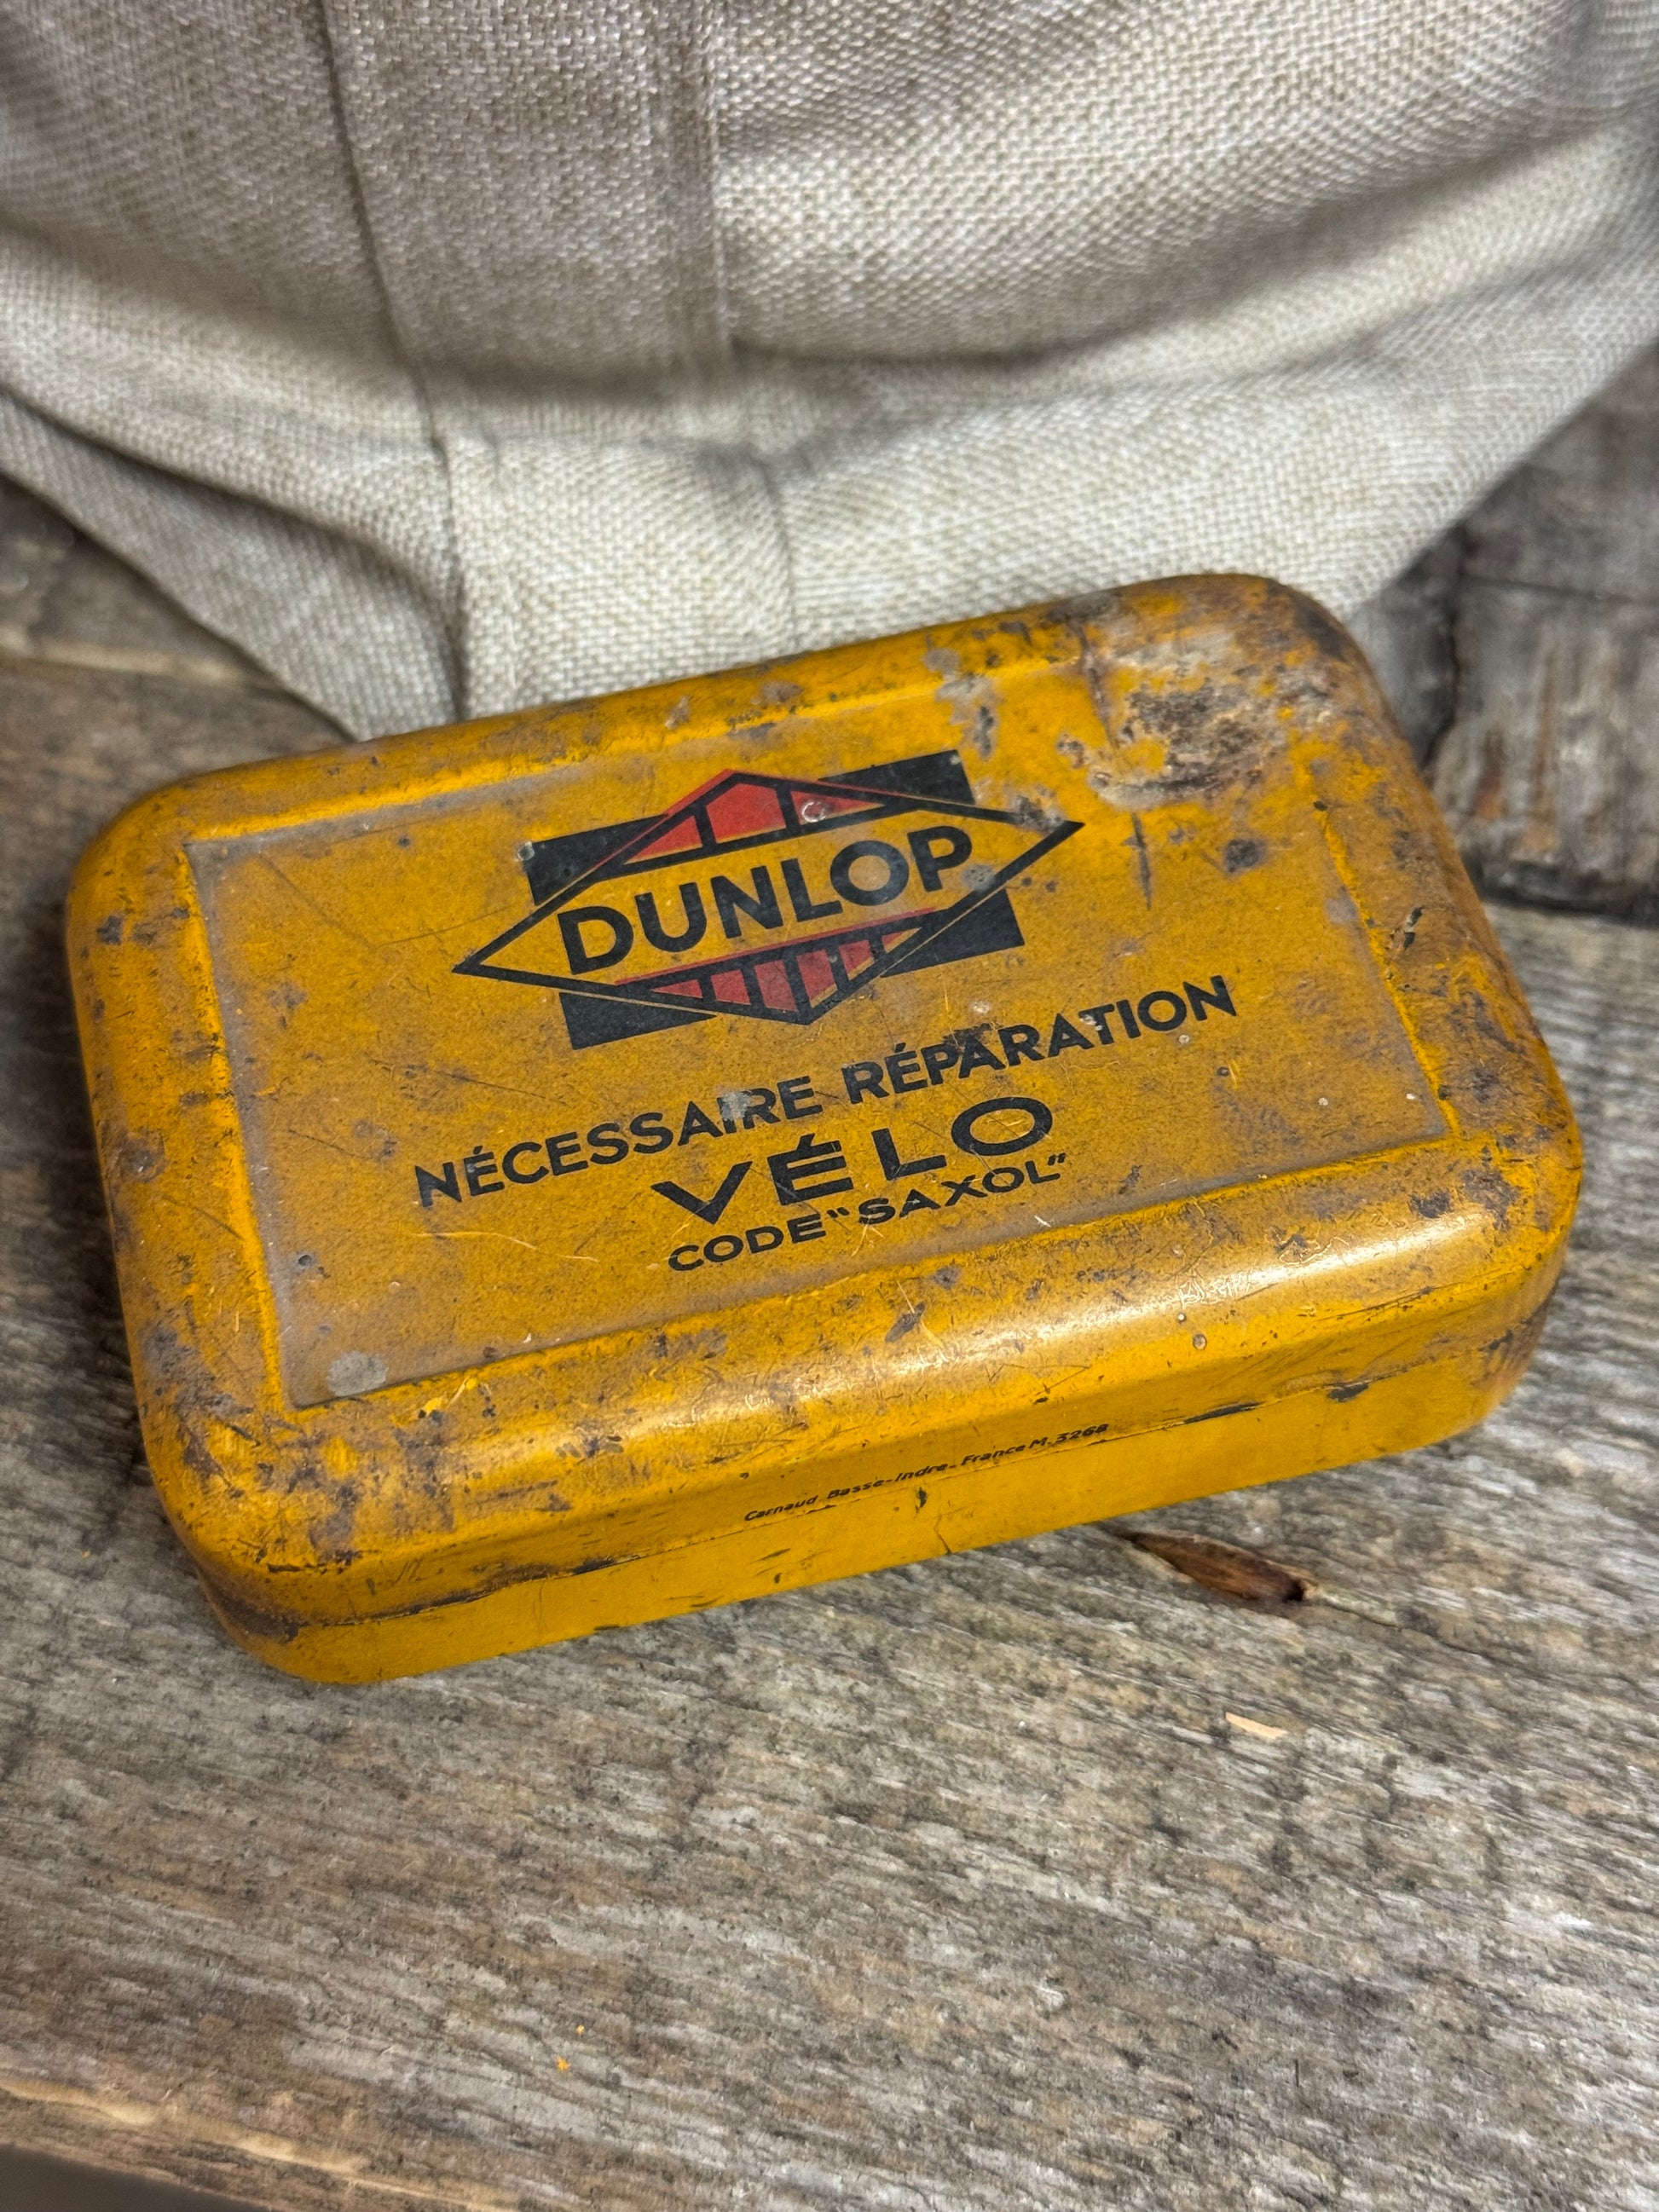 DUNLOP
NÉCESSAIRE RÉPARATION
VÉLO
CODE "SAXOL"
Carnaud Basse-Indre-France M. 3268